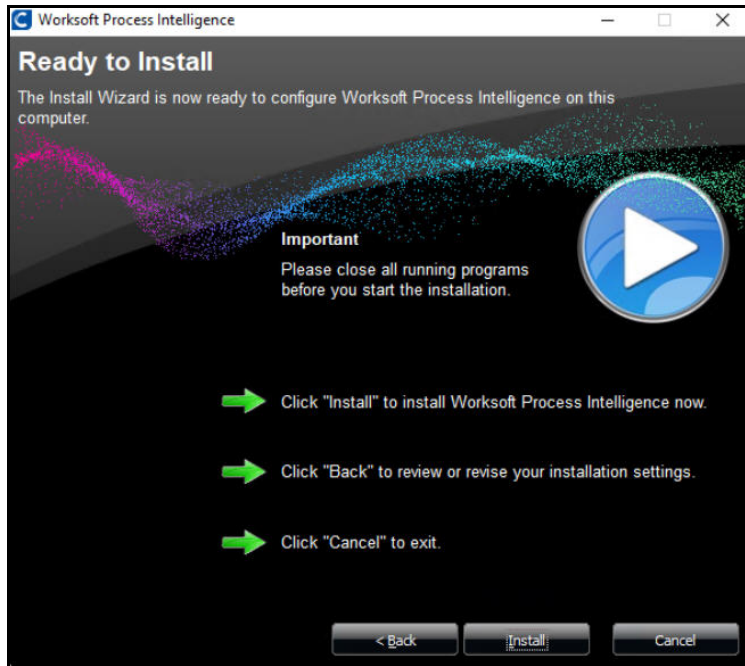 Worksoft Process Intelligence
Ready to Install
The Install Wizard is now ready to configure Worksoft Process Intelligence on this
computer.
Important
Please close all running programs
before you start the installation.
Click "Install" to install Worksoft Process Intelligence now.
Click "Back" to review or revise your installation settings.
Click "Cancel" to exit.
< Back Install Cancel